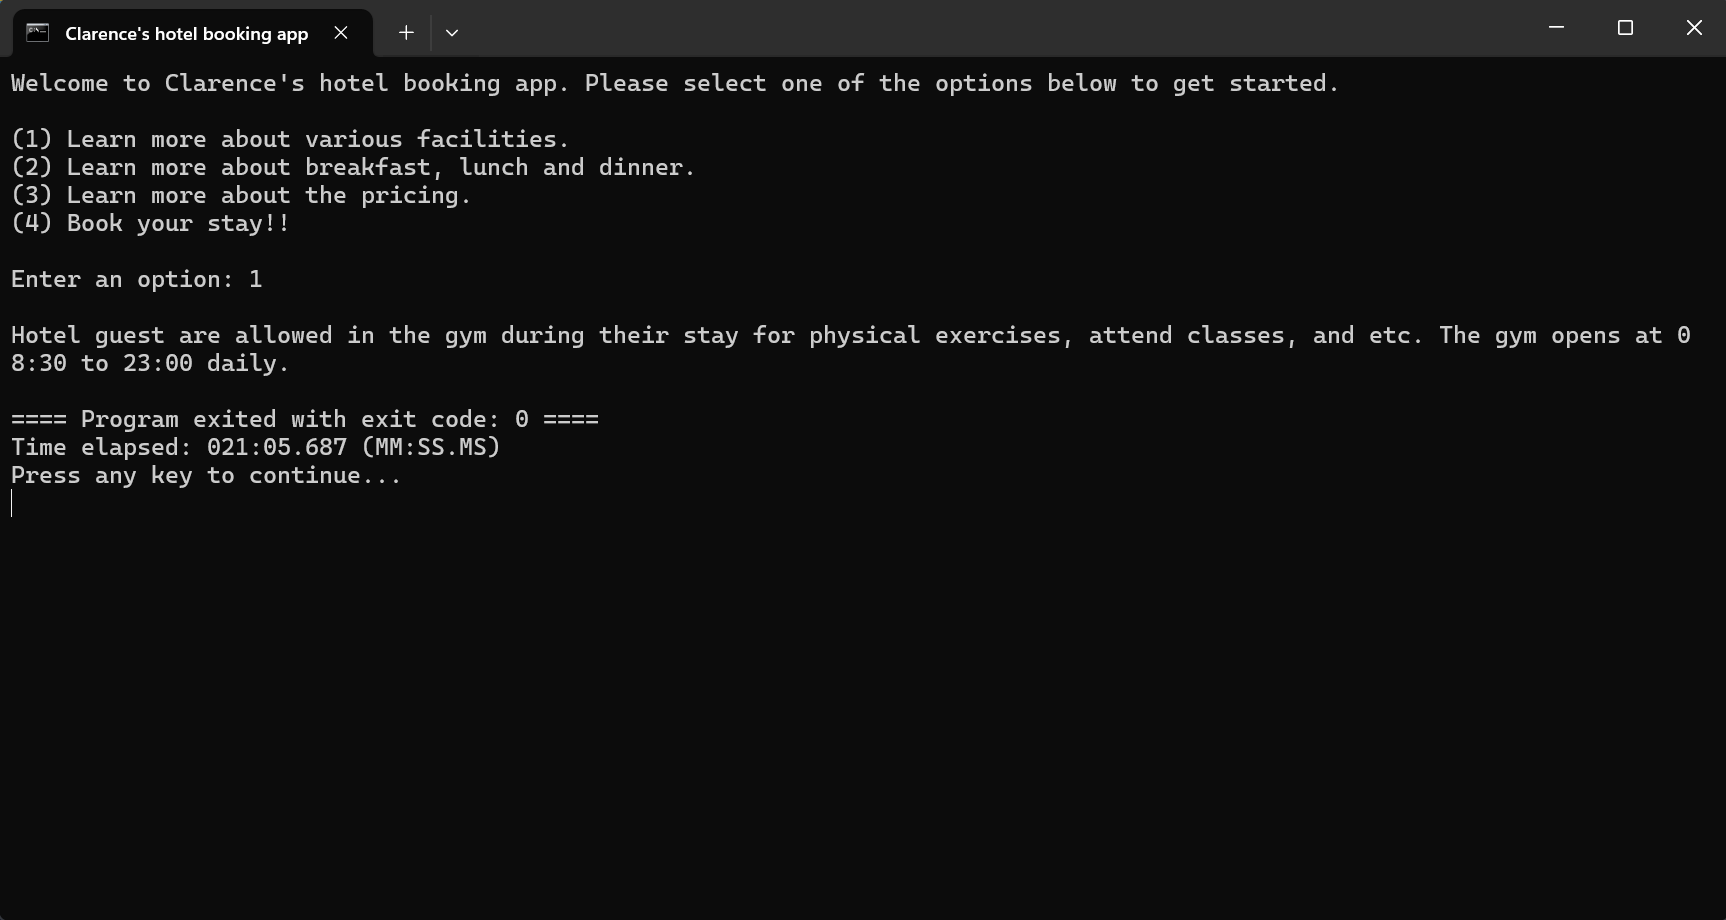 Clarence's hotel booking app
Welcome to Clarence's hotel booking app. Please select one of the options below to get started.
(1) Learn more about various facilities.
(2) Learn more about breakfast, lunch and dinner.
(3) Learn more about the pricing.
(4) Book your stay!!
Enter an option: 1
Hotel guest are allowed in the gym during their stay for physical exercises, attend classes, and etc. The gym opens at 0
8:30 to 23:00 daily.
==== Program exited with exit code: 0 ====
Time elapsed: 021:05.687 (MM:SS.MS)
Press any key to continue...